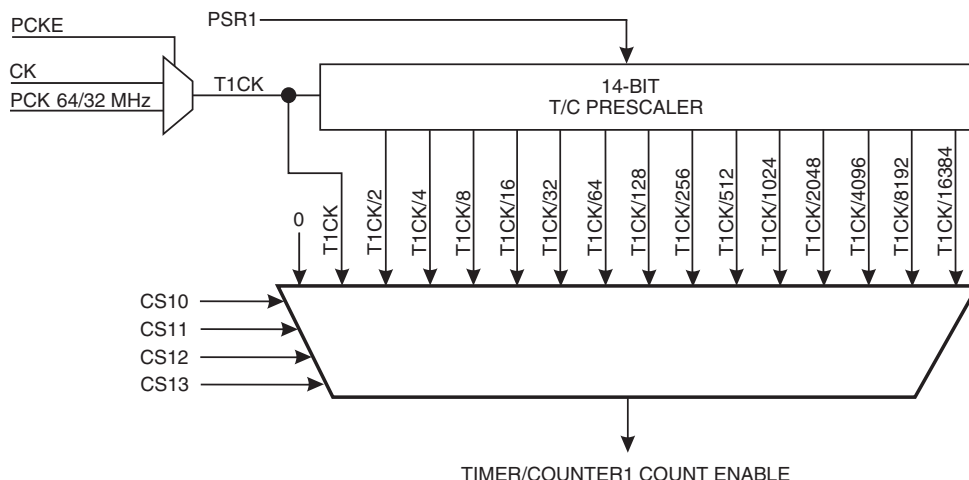 PSR1
PCKE
CK
PCK 64/32 MHz
T1CK
14-BIT
T/C PRESCALER
0
T1CK
T1CK/2
T1CK/4
T1CK/8
T1CK/16
T1CK/32
T1CK/64
T1CK/128
T1CK/256
T1CK/512
T1CK/1024
T1CK/2048
T1CK/4096
T1CK/8192
T1CK/16384
CS10
CS11
CS12
CS13
TIMER/COUNTER1 COUNT ENABLE